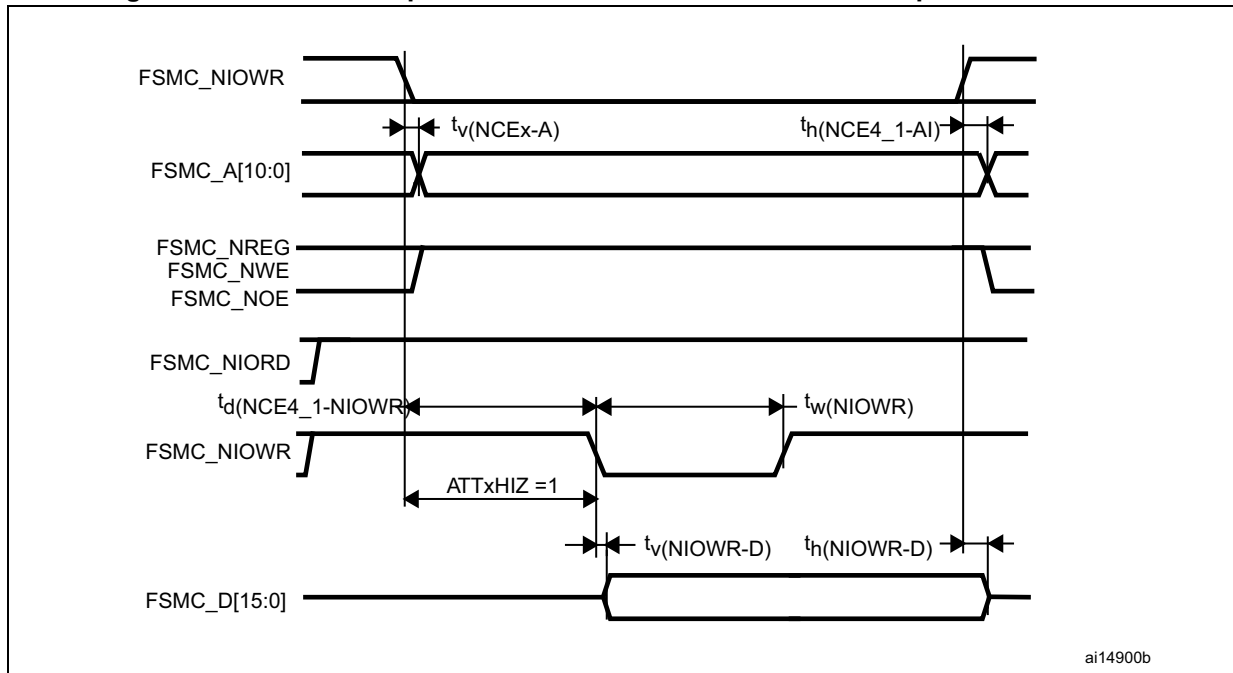 FSMC_NIOWR
tv(NCEx-A)
th(NCE4_1-AI)
FSMC_A[10:0]
FSMC_NREG
FSMC_NWE
FSMC_NOE
FSMC_NIORD
td(NCE4_1-NIOWR)
tw(NIOWR)
FSMC_NIOWR
ATTxHIZ =1
tv(NIOWR-D)
th(NIOWR-D)
FSMC_D[15:0]
ai14900b